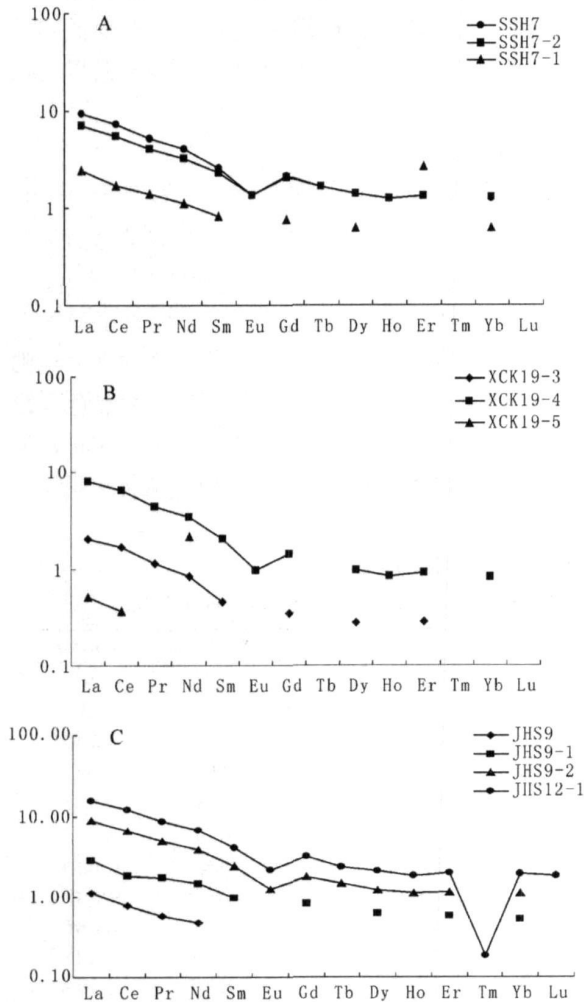 A
SSH7
SSH7-2
SSH7-1
100
10
1
0.1
La Ce Pr Nd Sm Eu Gd Tb Dy Ho Er Tm Yb Lu
B
XCK19-3
XCK19-4
XCK19-5
100
10
1
0.1
La Ce Pr Nd Sm Eu Gd Tb Dy Ho Er Tm Yb Lu
C
JHS9
JHS9-1
JHS9-2
JHS12-1
100.00
10.00
1.00
0.10
La Ce Pr Nd Sm Eu Gd Tb Dy Ho Er Tm Yb Lu